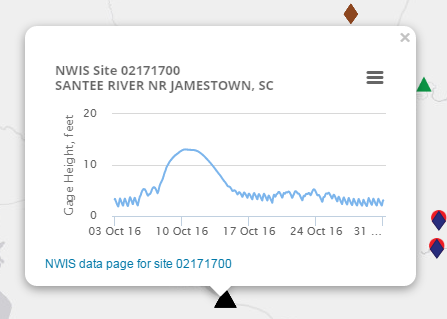 ×
NWIS Site 02171700
SANTEE RIVER NR JAMESTOWN, SC
Gage Height, feet
20
10
0
03 Oct 16 10 Oct 16 17 Oct 16 24 Oct 16 31 ...
NWIS data page for site 02171700